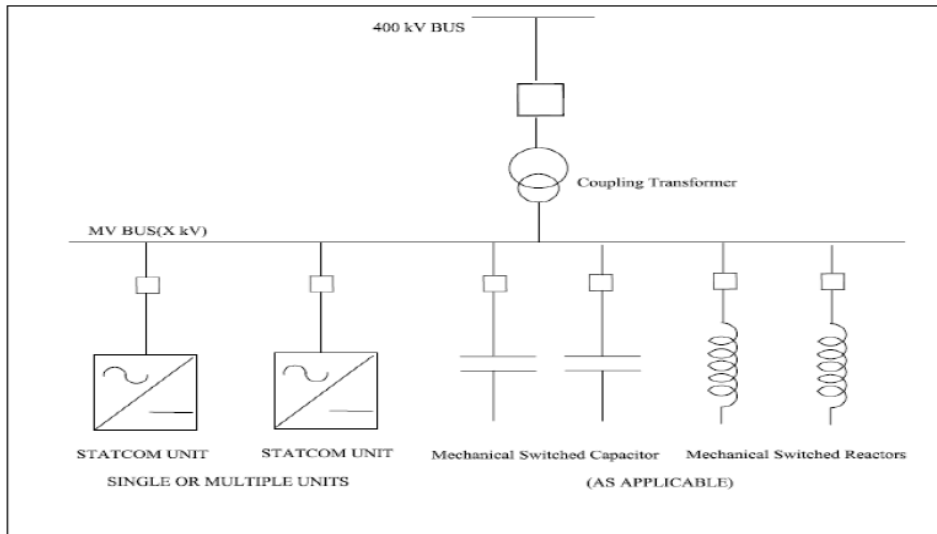 400 kV BUS
Coupling Transformer
MV BUS(X kV)
STATCOM UNIT
STATCOM UNIT
Mechanical Switched Capacitor
Mechanical Switched Reactors
SINGLE OR MULTIPLE UNITS
(AS APPLICABLE)